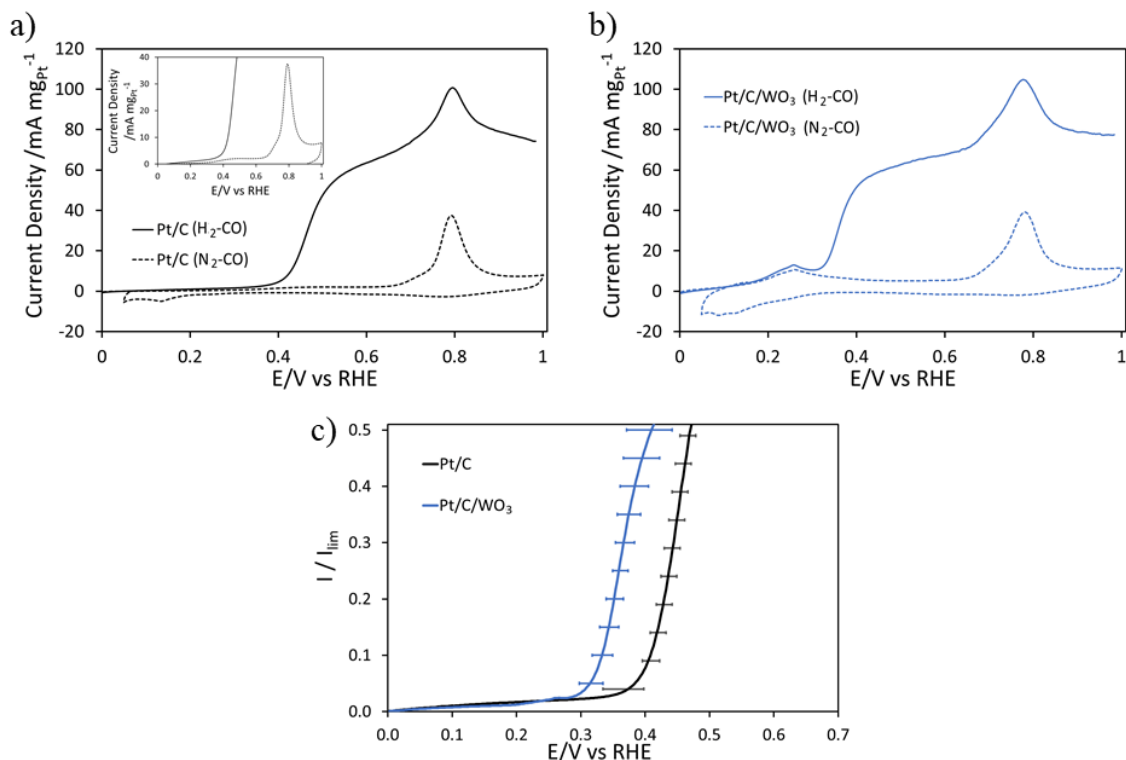 a)
120
100
80
60
40
20
0
-20
Current Density /mA mgPt⁻¹
0
0.2
0.4
0.6
0.8
1
E/V vs RHE
40
30
20
10
0
Current Density
/mA mgPt⁻¹
0
0.2
0.4
0.6
0.8
1
E/V vs RHE
Pt/C (H₂-CO)
Pt/C (N₂-CO)
b)
120
100
80
60
40
20
0
-20
Current Density /mA mgPt⁻¹
0
0.2
0.4
0.6
0.8
1
E/V vs RHE
Pt/C/WO₃ (H₂-CO)
Pt/C/WO₃ (N₂-CO)
c)
0.5
0.4
0.3
0.2
0.1
0.0
I / Ilim
0.0
0.1
0.2
0.3
0.4
0.5
0.6
0.7
E/V vs RHE
Pt/C
Pt/C/WO₃